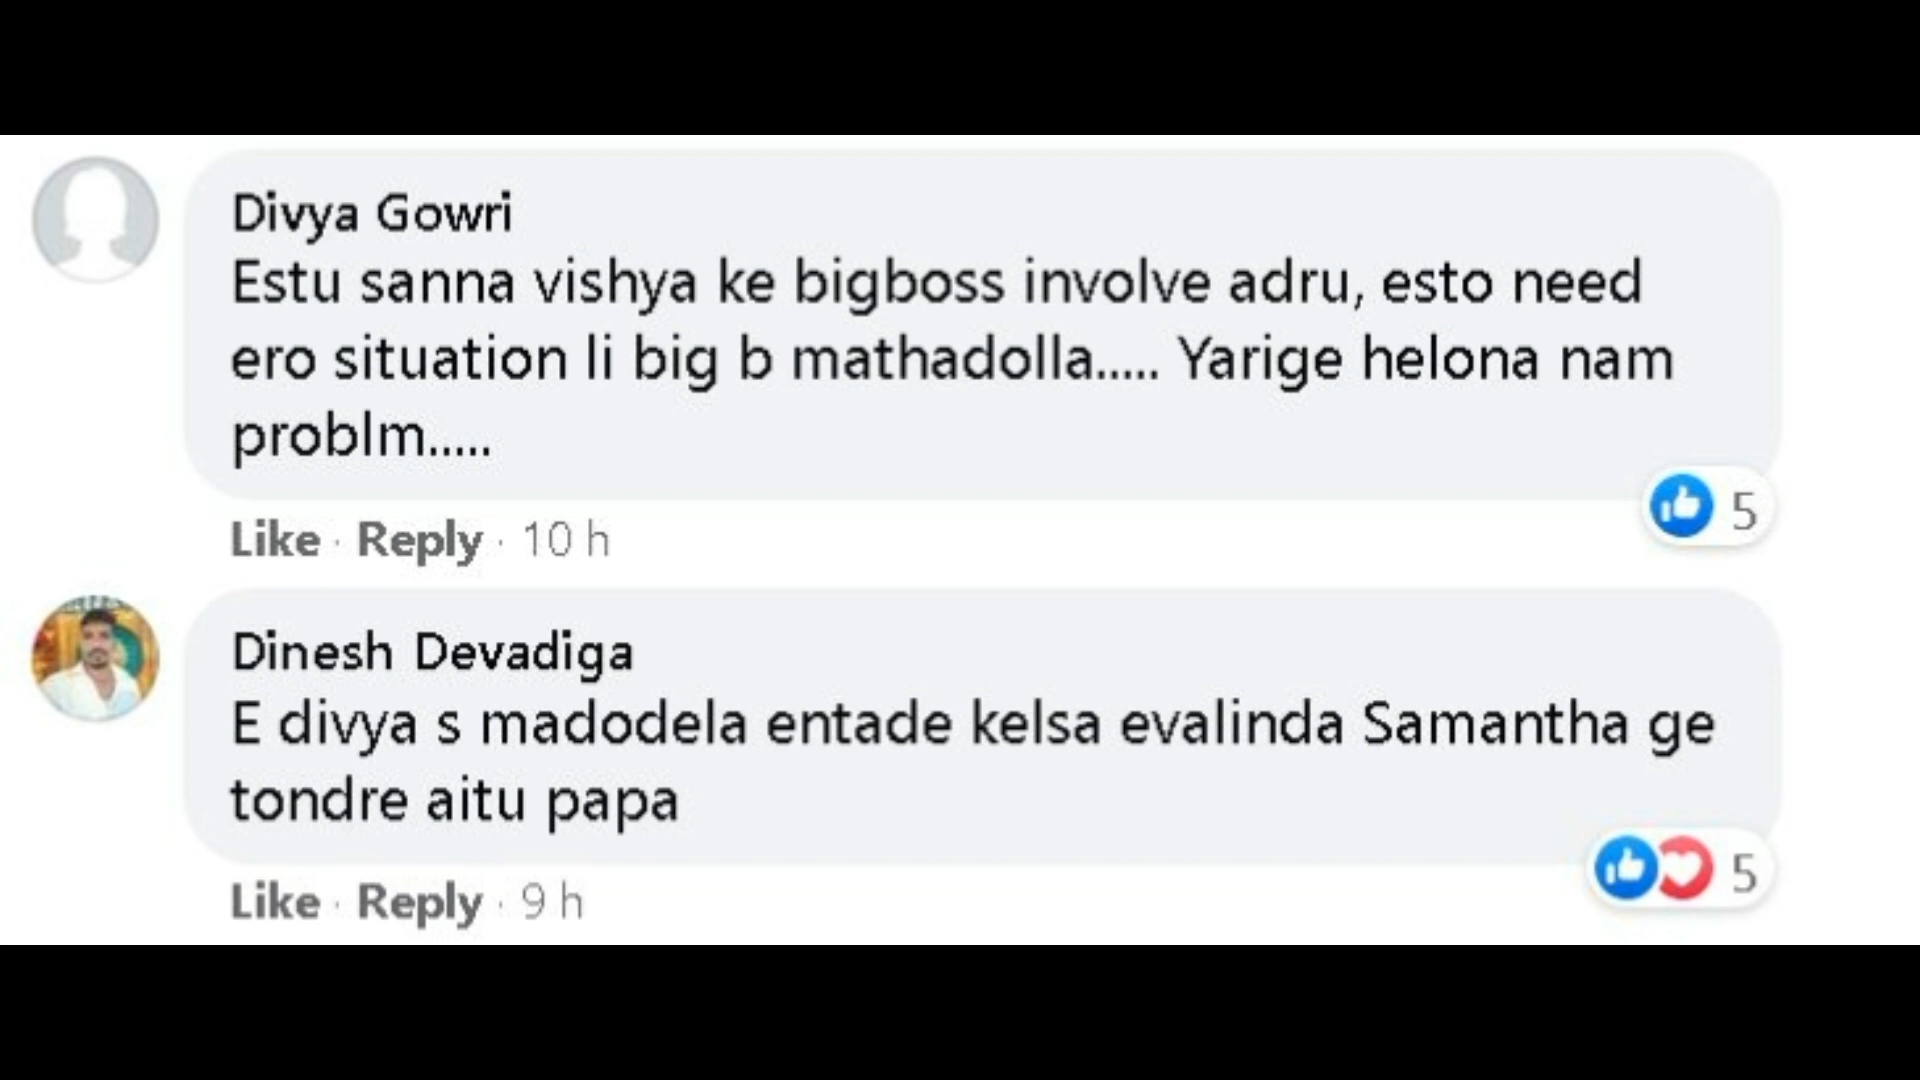 Divya Gowri
Estu sanna vishya ke bigboss involve adru, esto need
ero situation li big b mathadolla..... Yarige helona nam
problm.....
5
Like · Reply · 10 h
Dinesh Devadiga
E divya s madodela entade kelsa evalinda Samantha ge
tondre aitu papa
5
Like · Reply · 9 h